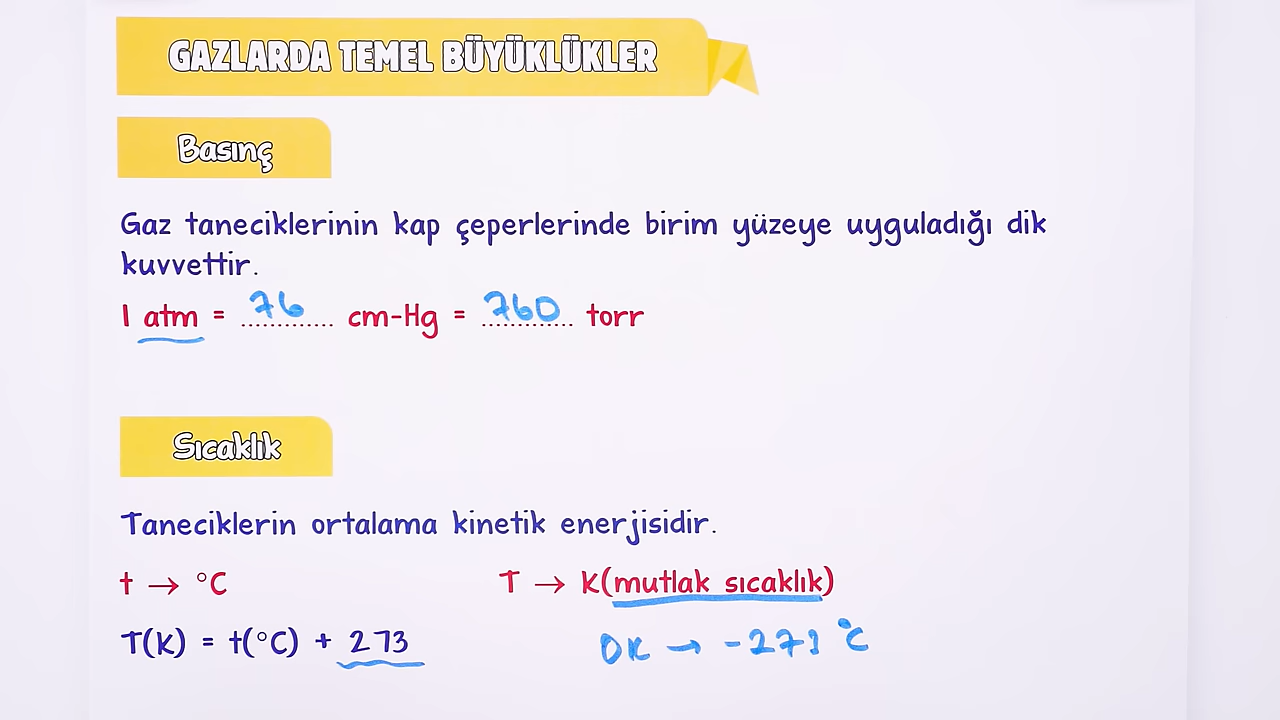 GAZLARDA TEMEL BÜYÜKLÜKLER
Basınç
Gaz taneciklerinin kap çeperlerinde birim yüzeye uyguladığı dik
kuvvettir.
1 atm = 76 cm-Hg = 760 torr
Sıcaklık
Taneciklerin ortalama kinetik enerjisidir.
t → °C
T → K(mutlak sıcaklık)
T(K) = t(°C) + 273
0K → -273 °C